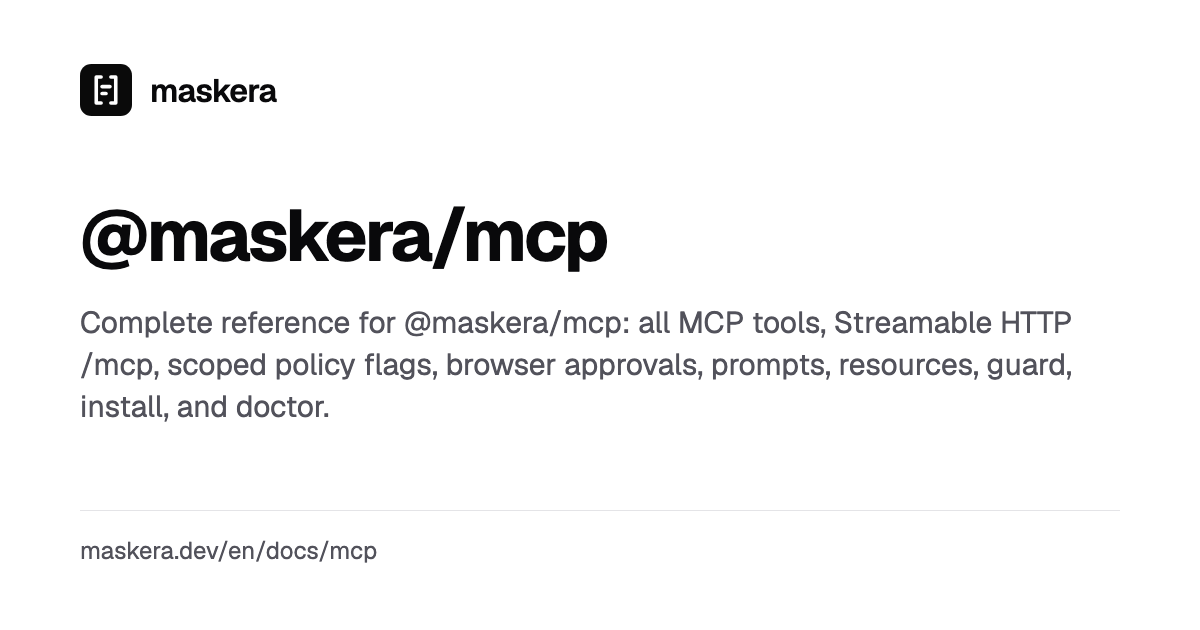 maskera
@maskera/mcp
Complete reference for @maskera/mcp: all MCP tools, Streamable HTTP
/mcp, scoped policy flags, browser approvals, prompts, resources, guard,
install, and doctor.
maskera.dev/en/docs/mcp